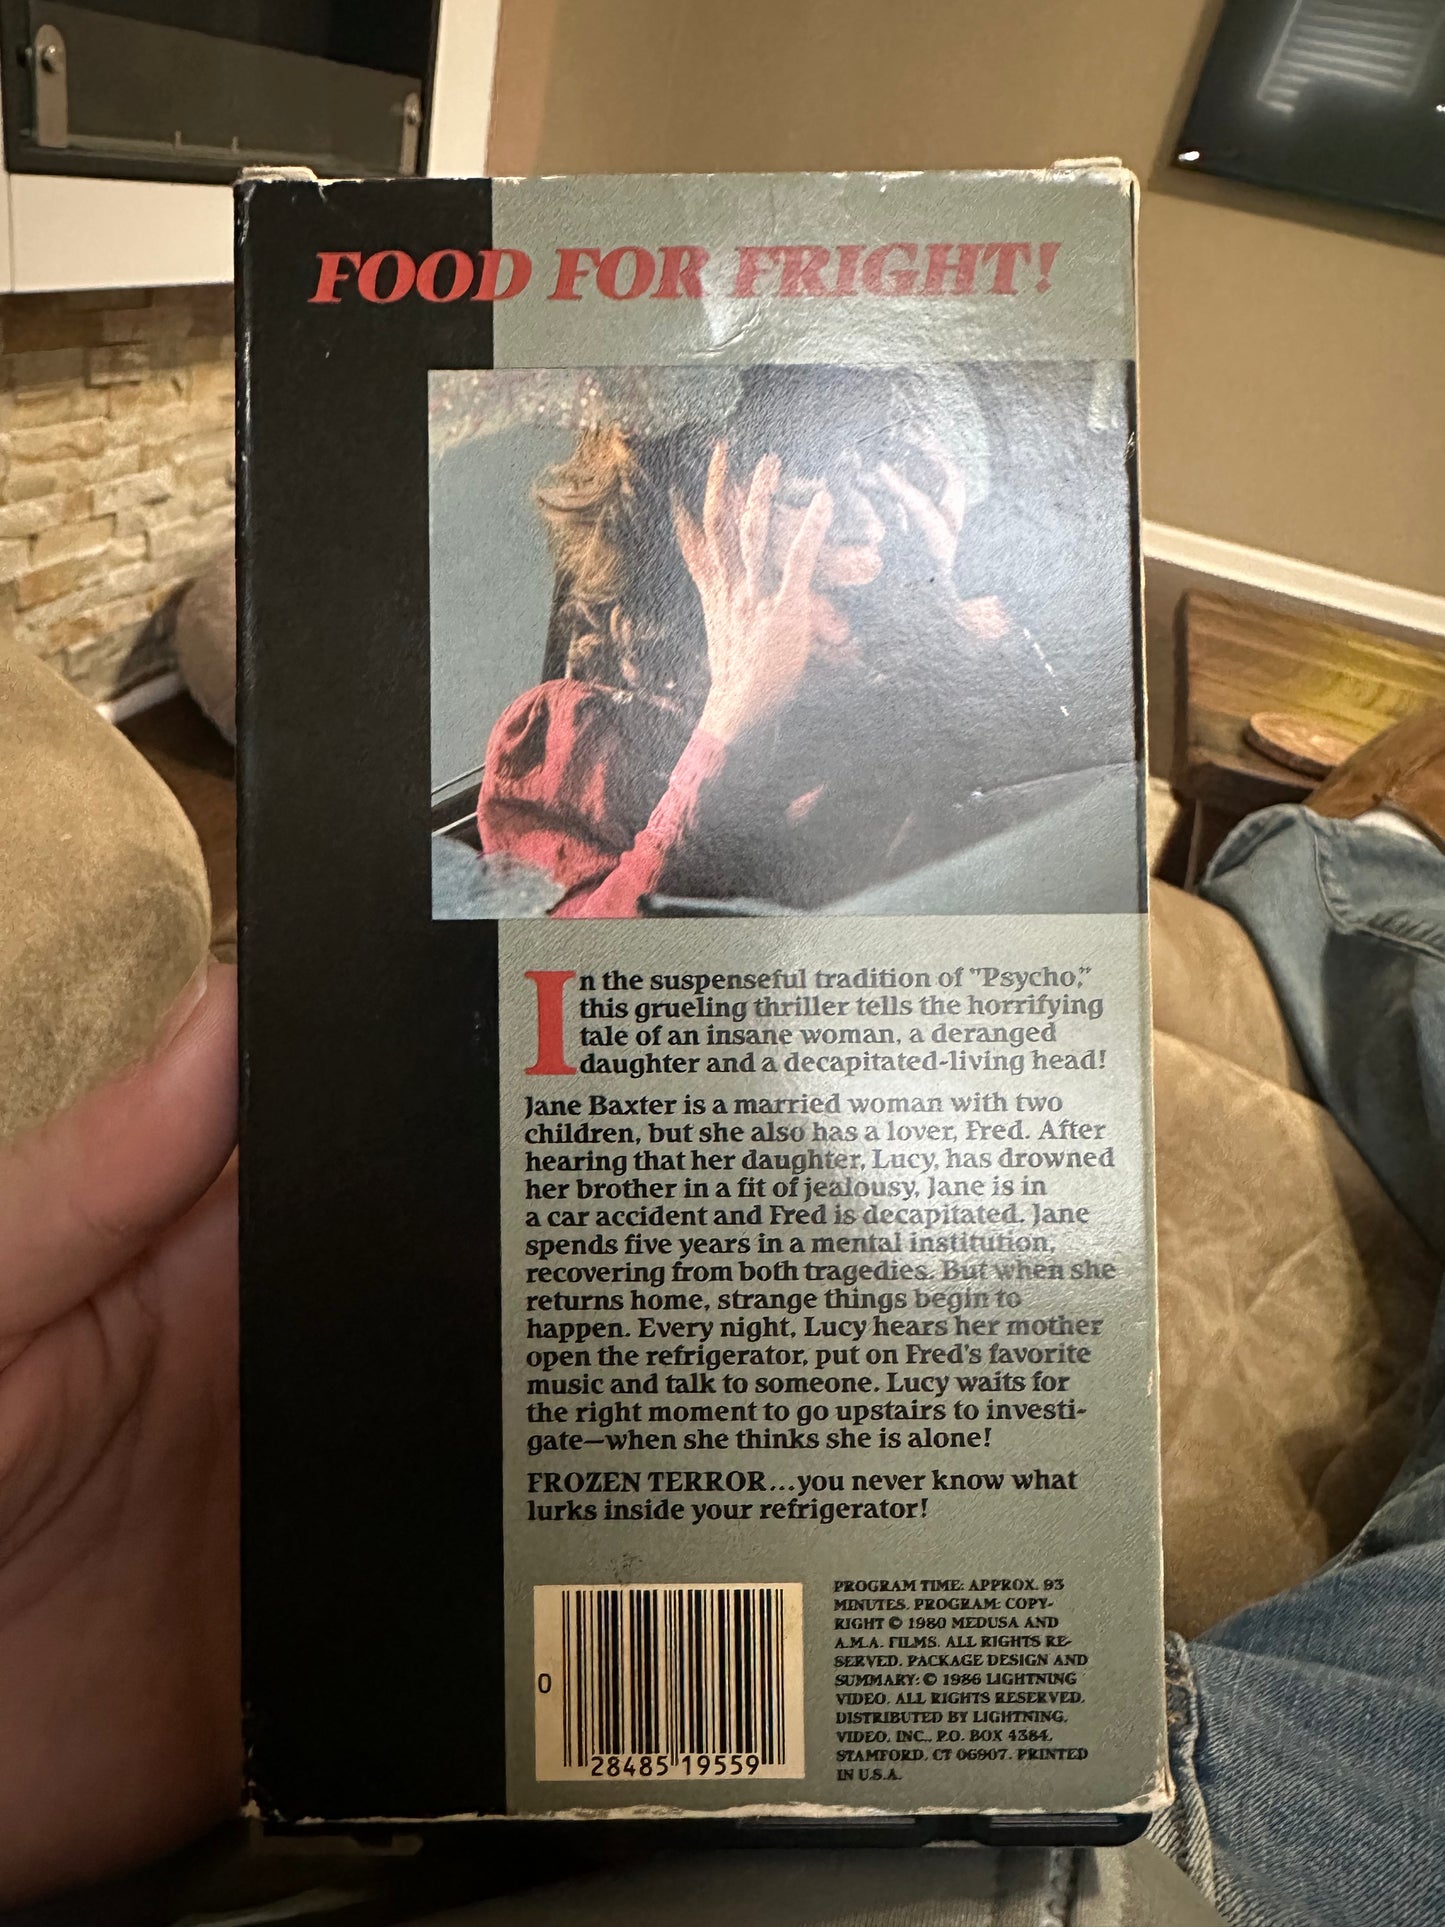 FOOD FOR FRIGHT!
In the suspenseful tradition of "Psycho,"
this grueling thriller tells the horrifying
tale of an insane woman, a deranged
daughter and a decapitated-living head!
Jane Baxter is a married woman with two
children, but she also has a lover, Fred. After
hearing that her daughter, Lucy, has drowned
her brother in a fit of jealousy, Jane is in
a car accident and Fred is decapitated. Jane
spends five years in a mental institution,
recovering from both tragedies. But when she
returns home, strange things begin to
happen. Every night, Lucy hears her mother
open the refrigerator, put on Fred's favorite
music and talk to someone. Lucy waits for
the right moment to go upstairs to investi-
gate—when she thinks she is alone!
FROZEN TERROR...you never know what
lurks inside your refrigerator!
0 28485 19559
PROGRAM TIME: APPROX. 93
MINUTES. PROGRAM: COPY-
RIGHT © 1980 MEDUSA AND
A.M.A. FILMS. ALL RIGHTS RE-
SERVED. PACKAGE DESIGN AND
SUMMARY: © 1986 LIGHTNING
VIDEO. ALL RIGHTS RESERVED.
DISTRIBUTED BY LIGHTNING
VIDEO, INC., P.O. BOX 4384,
STAMFORD, CT 06907. PRINTED
IN U.S.A.